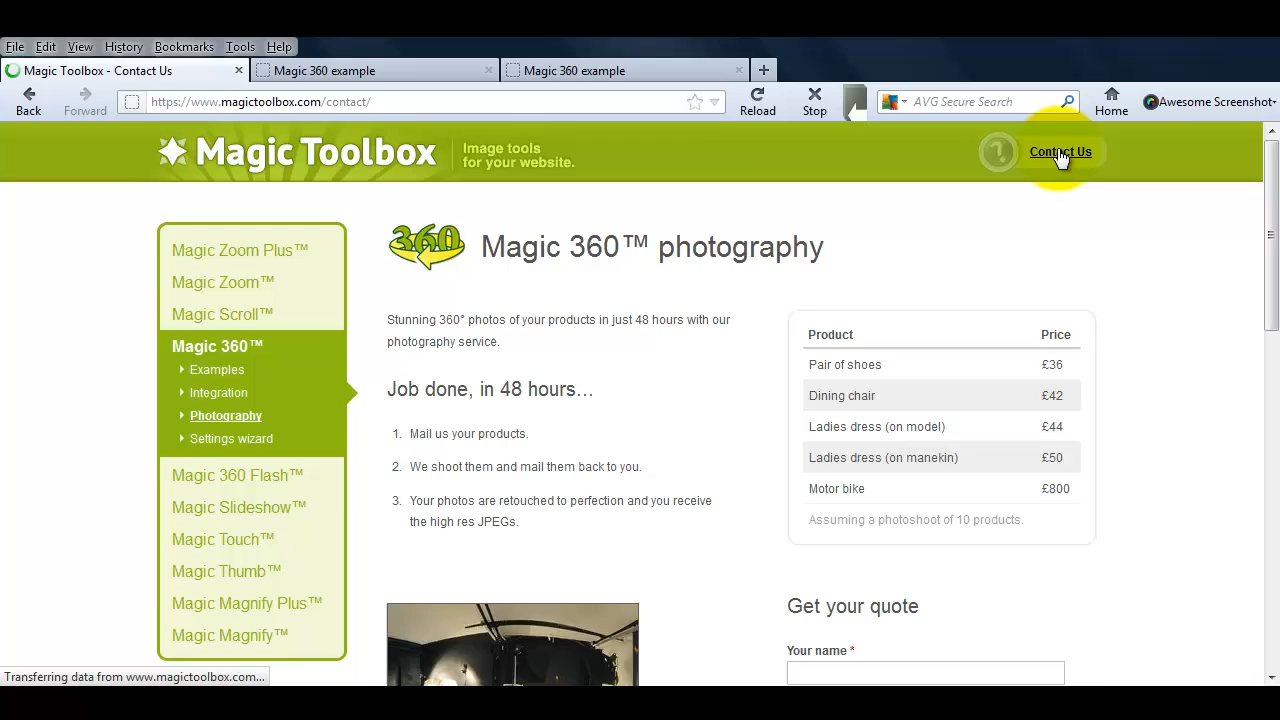 File Edit View History Bookmarks Tools Help
Magic Toolbox - Contact Us
Magic 360 example
Magic 360 example
Back
Forward
https://www.magictoolbox.com/contact/
Reload
Stop
AVG Secure Search
Home
Awesome Screenshot
Magic Toolbox
Image tools
for your website.
?
Contact Us
Magic Zoom Plus™
Magic Zoom™
Magic Scroll™
Magic 360™
Examples
Integration
Photography
Settings wizard
Magic 360 Flash™
Magic Slideshow™
Magic Touch™
Magic Thumb™
Magic Magnify Plus™
Magic Magnify™
360
Magic 360™ photography
Stunning 360° photos of your products in just 48 hours with our
photography service.
Job done, in 48 hours...
1. Mail us your products.
2. We shoot them and mail them back to you.
3. Your photos are retouched to perfection and you receive
the high res JPEGs.
Product Price
Pair of shoes £36
Dining chair £42
Ladies dress (on model) £44
Ladies dress (on manekin) £50
Motor bike £800
Assuming a photoshoot of 10 products.
Get your quote
Your name *
Transferring data from www.magictoolbox.com...